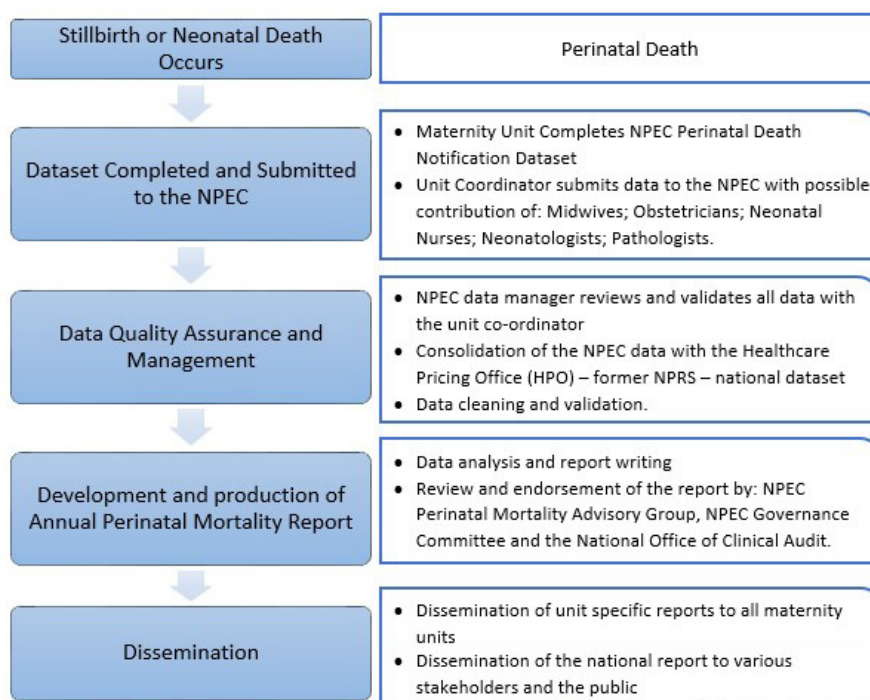 Stillbirth or Neonatal Death
Occurs
Perinatal Death
Dataset Completed and Submitted
to the NPEC
• Maternity Unit Completes NPEC Perinatal Death
Notification Dataset
• Unit Coordinator submits data to the NPEC with possible
contribution of: Midwives; Obstetricians; Neonatal
Nurses; Neonatologists; Pathologists.
Data Quality Assurance and
Management
• NPEC data manager reviews and validates all data with
the unit co-ordinator
• Consolidation of the NPEC data with the Healthcare
Pricing Office (HPO) – former NPRS – national dataset
• Data cleaning and validation.
Development and production of
Annual Perinatal Mortality Report
• Data analysis and report writing
• Review and endorsement of the report by: NPEC
Perinatal Mortality Advisory Group, NPEC Governance
Committee and the National Office of Clinical Audit.
Dissemination
• Dissemination of unit specific reports to all maternity
units
• Dissemination of the national report to various
stakeholders and the public